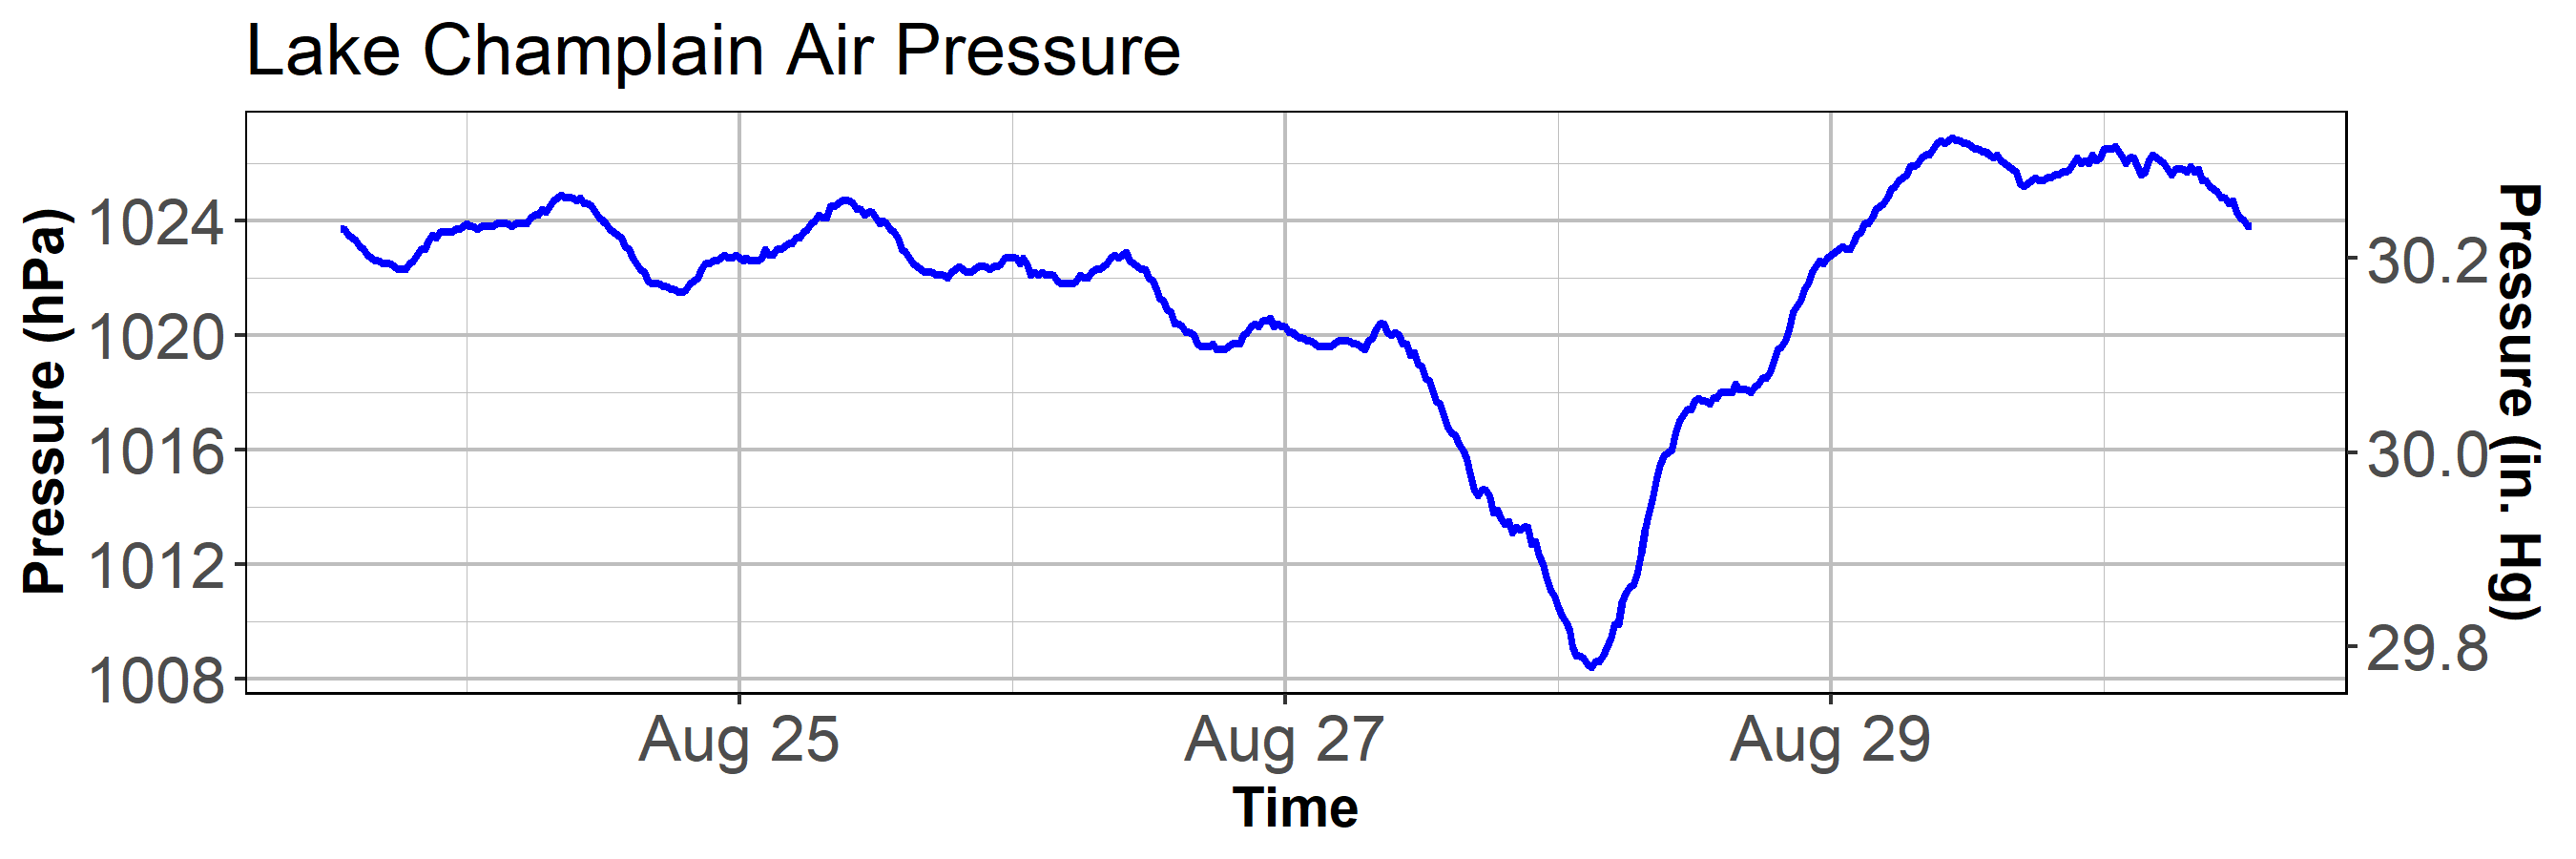 Lake Champlain Air Pressure
Pressure (hPa)
1024
1020
1016
1012
1008
30.2
30.0
29.8
Pressure (in. Hg)
Aug 25
Aug 27
Aug 29
Time